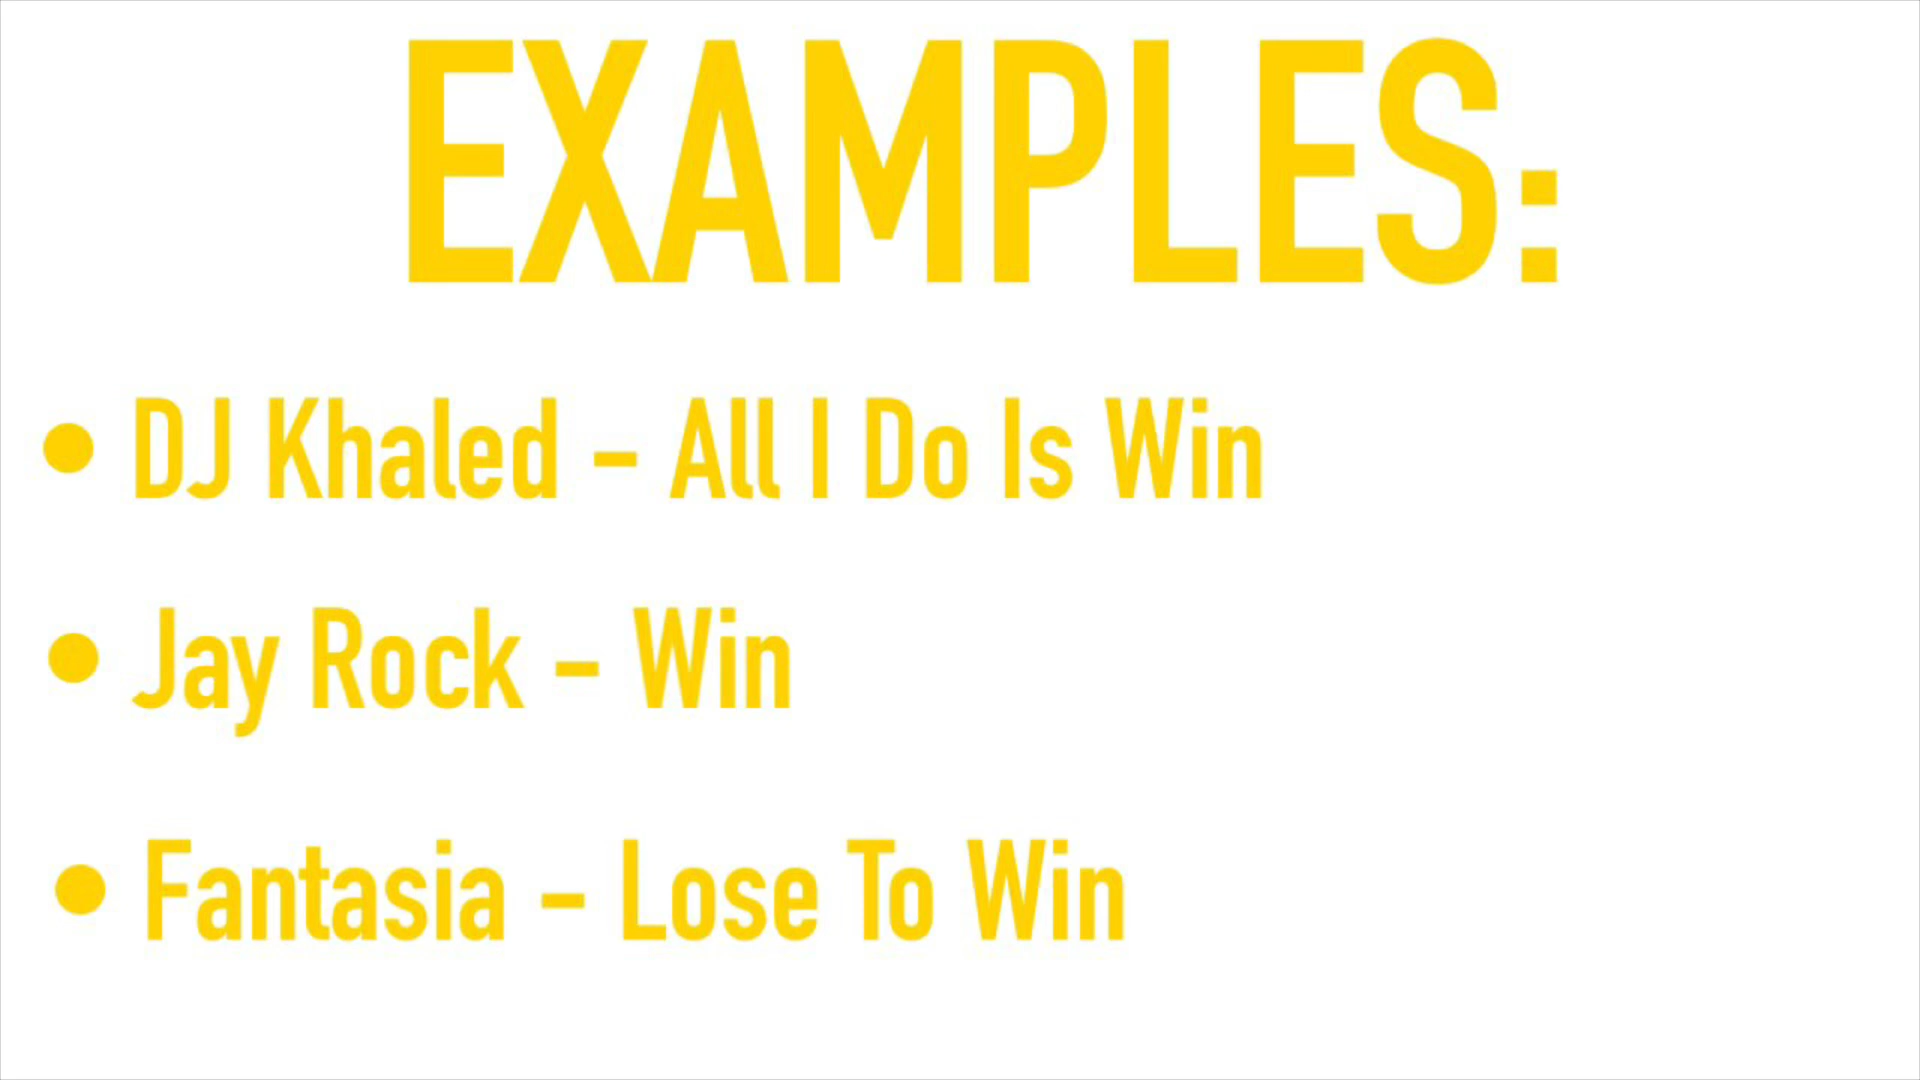 EXAMPLES:
• DJ Khaled - All I Do Is Win
• Jay Rock - Win
• Fantasia - Lose To Win